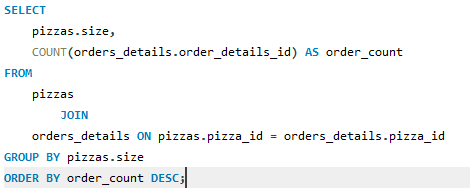 SELECT
    pizzas.size,
    COUNT(orders_details.order_details_id) AS order_count
FROM
    pizzas
        JOIN
    orders_details ON pizzas.pizza_id = orders_details.pizza_id
GROUP BY pizzas.size
ORDER BY order_count DESC;